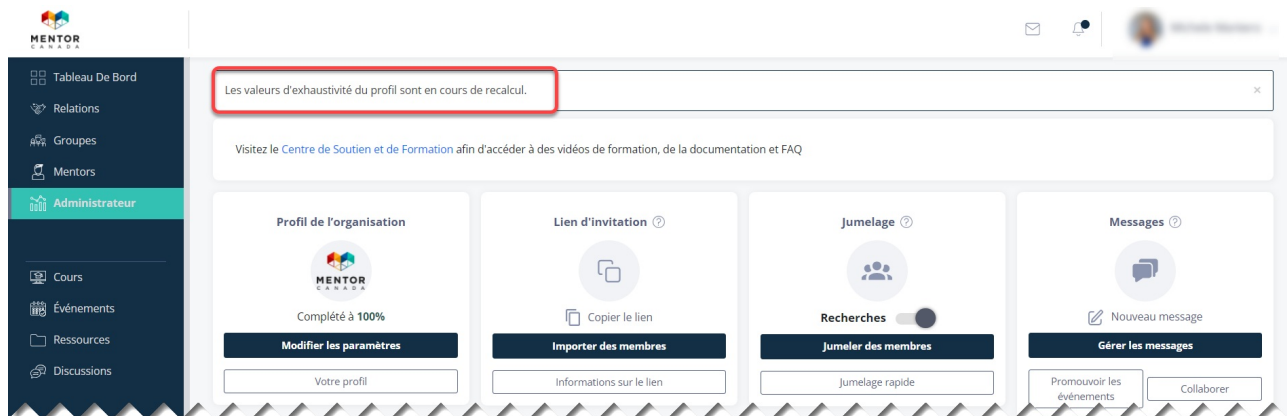 MENTOR
CANADA
Tableau De Bord
Relations
Groupes
Mentors
Administrateur
Cours
Événements
Ressources
Discussions
Les valeurs d'exhaustivité du profil sont en cours de recalcul.
Visitez le Centre de Soutien et de Formation afin d'accéder à des vidéos de formation, de la documentation et FAQ
Profil de l'organisation
MENTOR
CANADA
Complété à 100%
Modifier les paramètres
Votre profil
Lien d'invitation
Copier le lien
Importer des membres
Informations sur le lien
Jumelage
Recherches
Jumeler des membres
Jumelage rapide
Messages
Nouveau message
Gérer les messages
Promouvoir les
événements
Collaborer